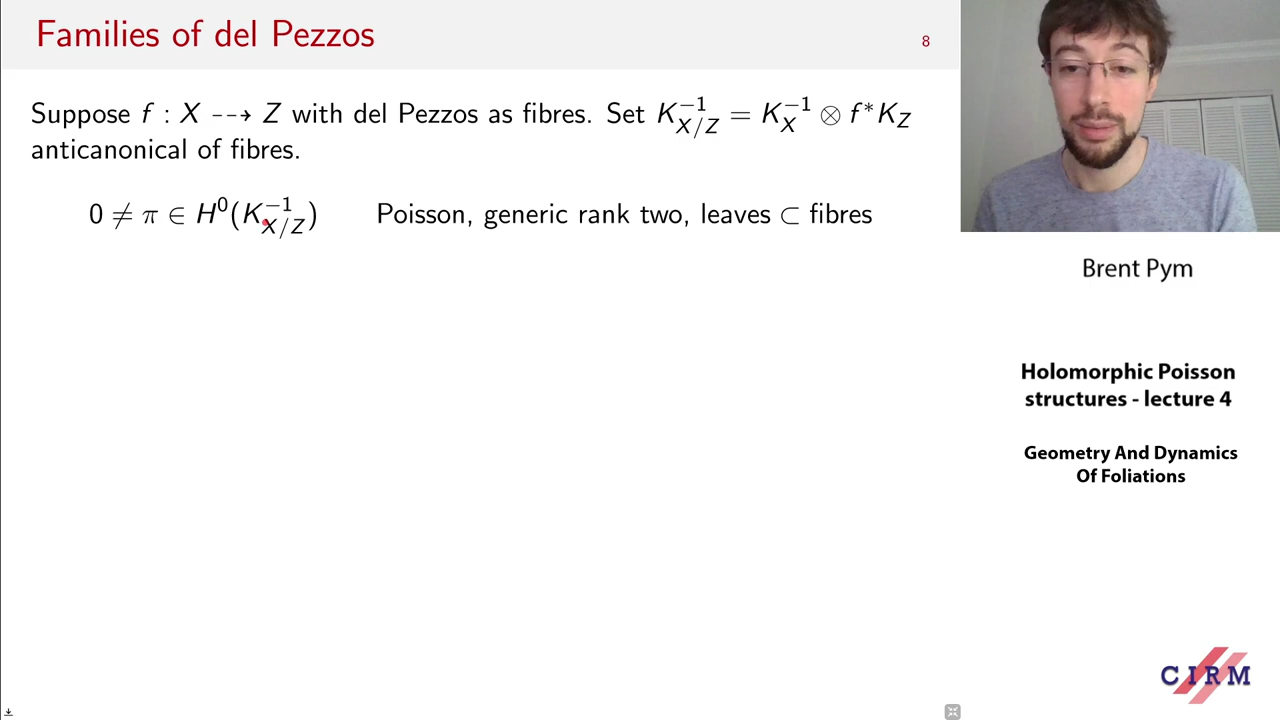 Families of del Pezzos
8
Suppose f : X ⇢ Z with del Pezzos as fibres. Set K_{X/Z}^{-1} = K_X^{-1} ⊗ f*K_Z
anticanonical of fibres.
0 ≠ π ∈ H⁰(K_{X/Z}^{-1}) Poisson, generic rank two, leaves ⊂ fibres
Brent Pym
Holomorphic Poisson
structures - lecture 4
Geometry And Dynamics
Of Foliations
CIRM